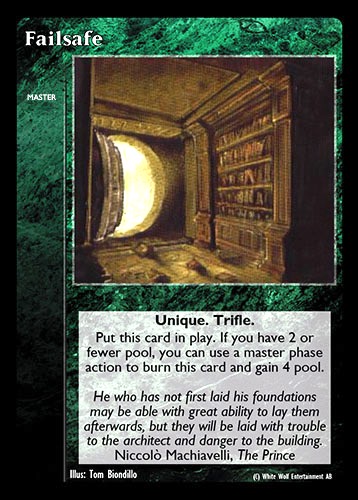 Failsafe
MASTER
Unique. Trifle.
Put this card in play. If you have 2 or
fewer pool, you can use a master phase
action to burn this card and gain 4 pool.
He who has not first laid his foundations
may be able with great ability to lay them
afterwards, but they will be laid with trouble
to the architect and danger to the building.
Niccolò Machiavelli, The Prince
Illus: Tom Biondillo
(C) White Wolf Entertainment AB